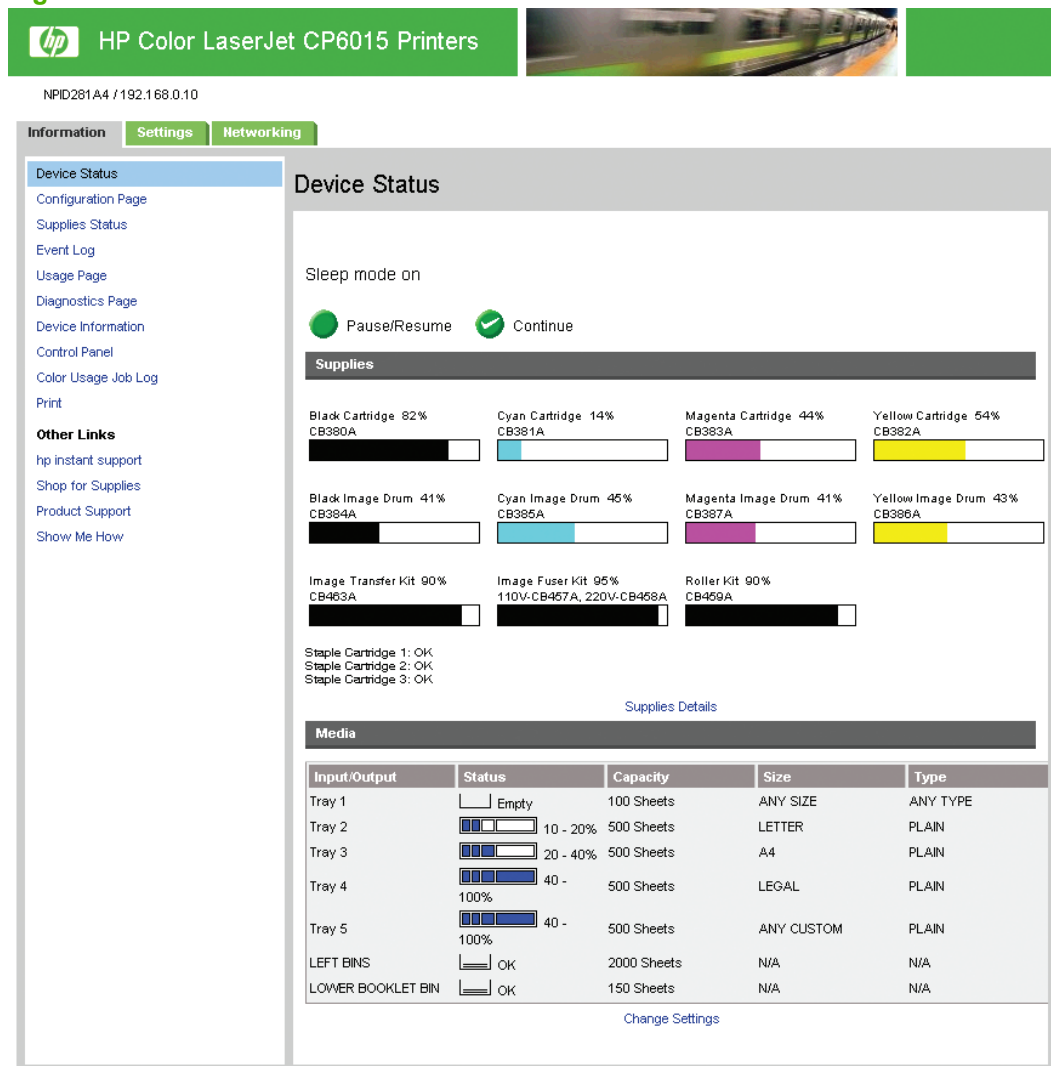 hp HP Color LaserJet CP6015 Printers
NPID281A4 / 192.168.0.10
Information Settings Networking
Device Status
Configuration Page
Supplies Status
Event Log
Usage Page
Diagnostics Page
Device Information
Control Panel
Color Usage Job Log
Print
Other Links
hp instant support
Shop for Supplies
Product Support
Show Me How
Device Status
Sleep mode on
Pause/Resume Continue
Supplies
Black Cartridge 82% Cyan Cartridge 14% Magenta Cartridge 44% Yellow Cartridge 54%
CB380A CB381A CB383A CB382A
Black Image Drum 41% Cyan Image Drum 45% Magenta Image Drum 41% Yellow Image Drum 43%
CB384A CB385A CB387A CB386A
Image Transfer Kit 90% Image Fuser Kit 95% Roller Kit 90%
CB463A 110V-CB457A, 220V-CB458A CB459A
Staple Cartridge 1: OK
Staple Cartridge 2: OK
Staple Cartridge 3: OK
Supplies Details
Media
Input/Output Status Capacity Size Type
Tray 1 Empty 100 Sheets ANY SIZE ANY TYPE
Tray 2 10 - 20% 500 Sheets LETTER PLAIN
Tray 3 20 - 40% 500 Sheets A4 PLAIN
Tray 4 40 - 100% 500 Sheets LEGAL PLAIN
Tray 5 40 - 100% 500 Sheets ANY CUSTOM PLAIN
LEFT BINS OK 2000 Sheets N/A N/A
LOWER BOOKLET BIN OK 150 Sheets N/A N/A
Change Settings